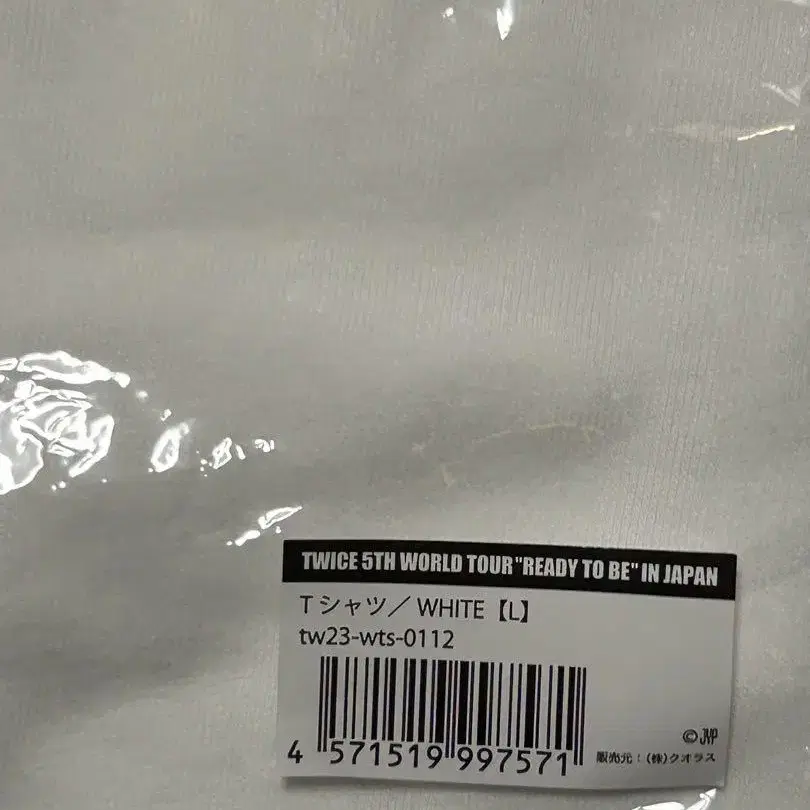 TWICE 5TH WORLD TOUR "READY TO BE" IN JAPAN
Tシャツ／WHITE【L】
tw23-wts-0112
4 571519 997571
© JYP
販売元：(株)クオラス